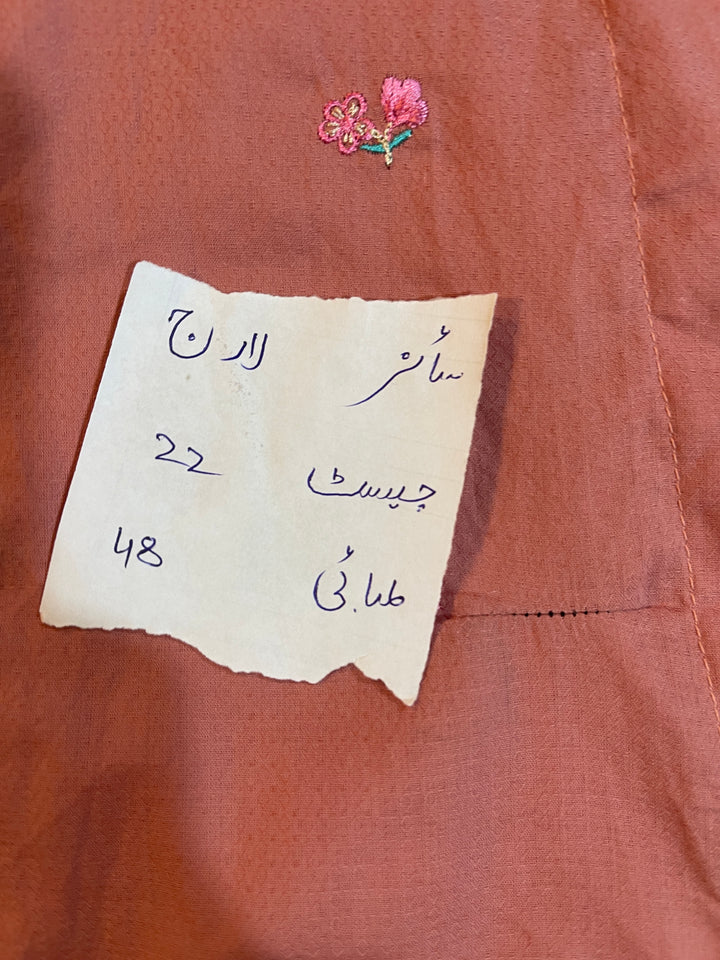 سائز لارج
چیسٹ 22
لمبائی 48